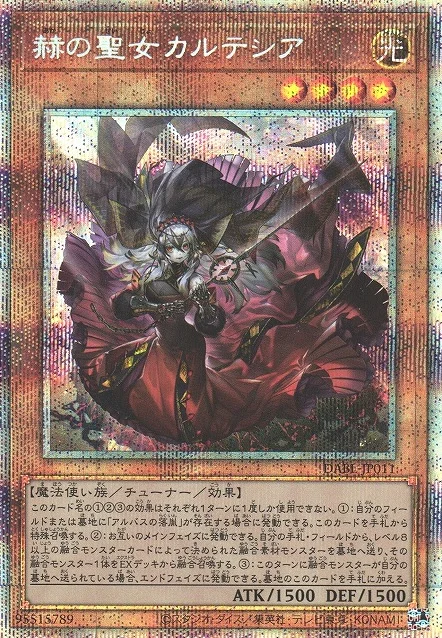 赫の聖女カルテシア
光
DABL-JP011
【魔法使い族／チューナー／効果】
このカード名の①②③の効果はそれぞれ1ターンに1度しか使用できない。①：自分のフィー
ルドまたは墓地に「アルバスの落胤」が存在する場合に発動できる。このカードを手札から
特殊召喚する。②：お互いのメインフェイズに発動できる。自分の手札・フィールドから、レベル8
以上の融合モンスターカードによって決められた融合素材モンスターを墓地へ送り、その
融合モンスター1体をEXデッキから融合召喚する。③：このターンに融合モンスターが自分の
墓地へ送られている場合、エンドフェイズに発動できる。墓地のこのカードを手札に加える。
ATK/1500 DEF/1500
95515789
©スタジオ・ダイス／集英社・テレビ東京・KONAMI